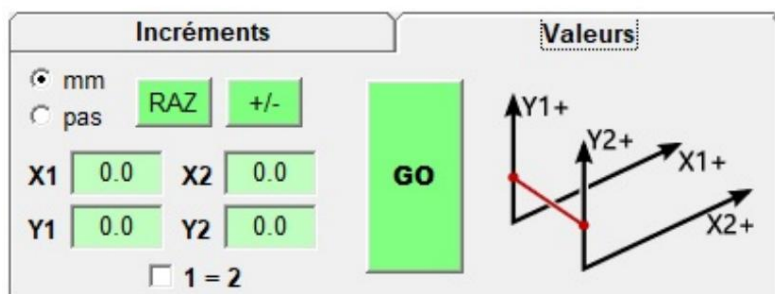 Incréments Valeurs
mm
RAZ +/-
pas
GO
X1 0.0 X2 0.0
Y1 0.0 Y2 0.0
1 = 2
Y1+
Y2+
X1+
X2+